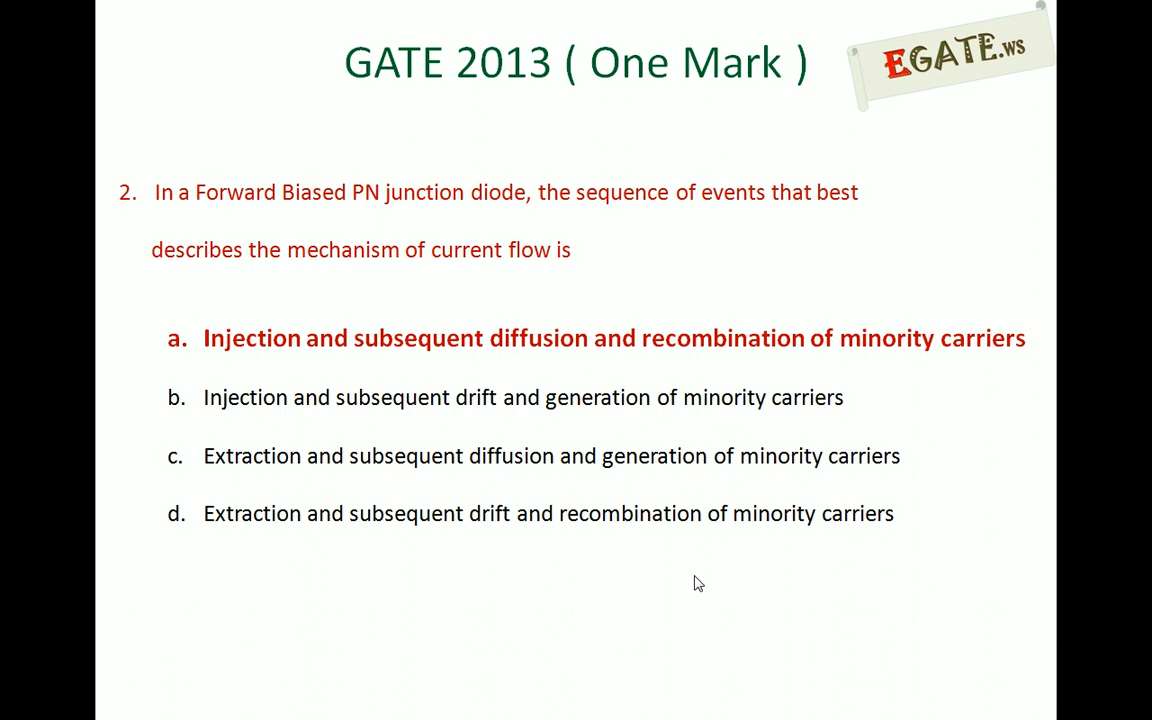 GATE 2013 ( One Mark )
EGATE.ws
2. In a Forward Biased PN junction diode, the sequence of events that best
describes the mechanism of current flow is
a. Injection and subsequent diffusion and recombination of minority carriers
b. Injection and subsequent drift and generation of minority carriers
c. Extraction and subsequent diffusion and generation of minority carriers
d. Extraction and subsequent drift and recombination of minority carriers